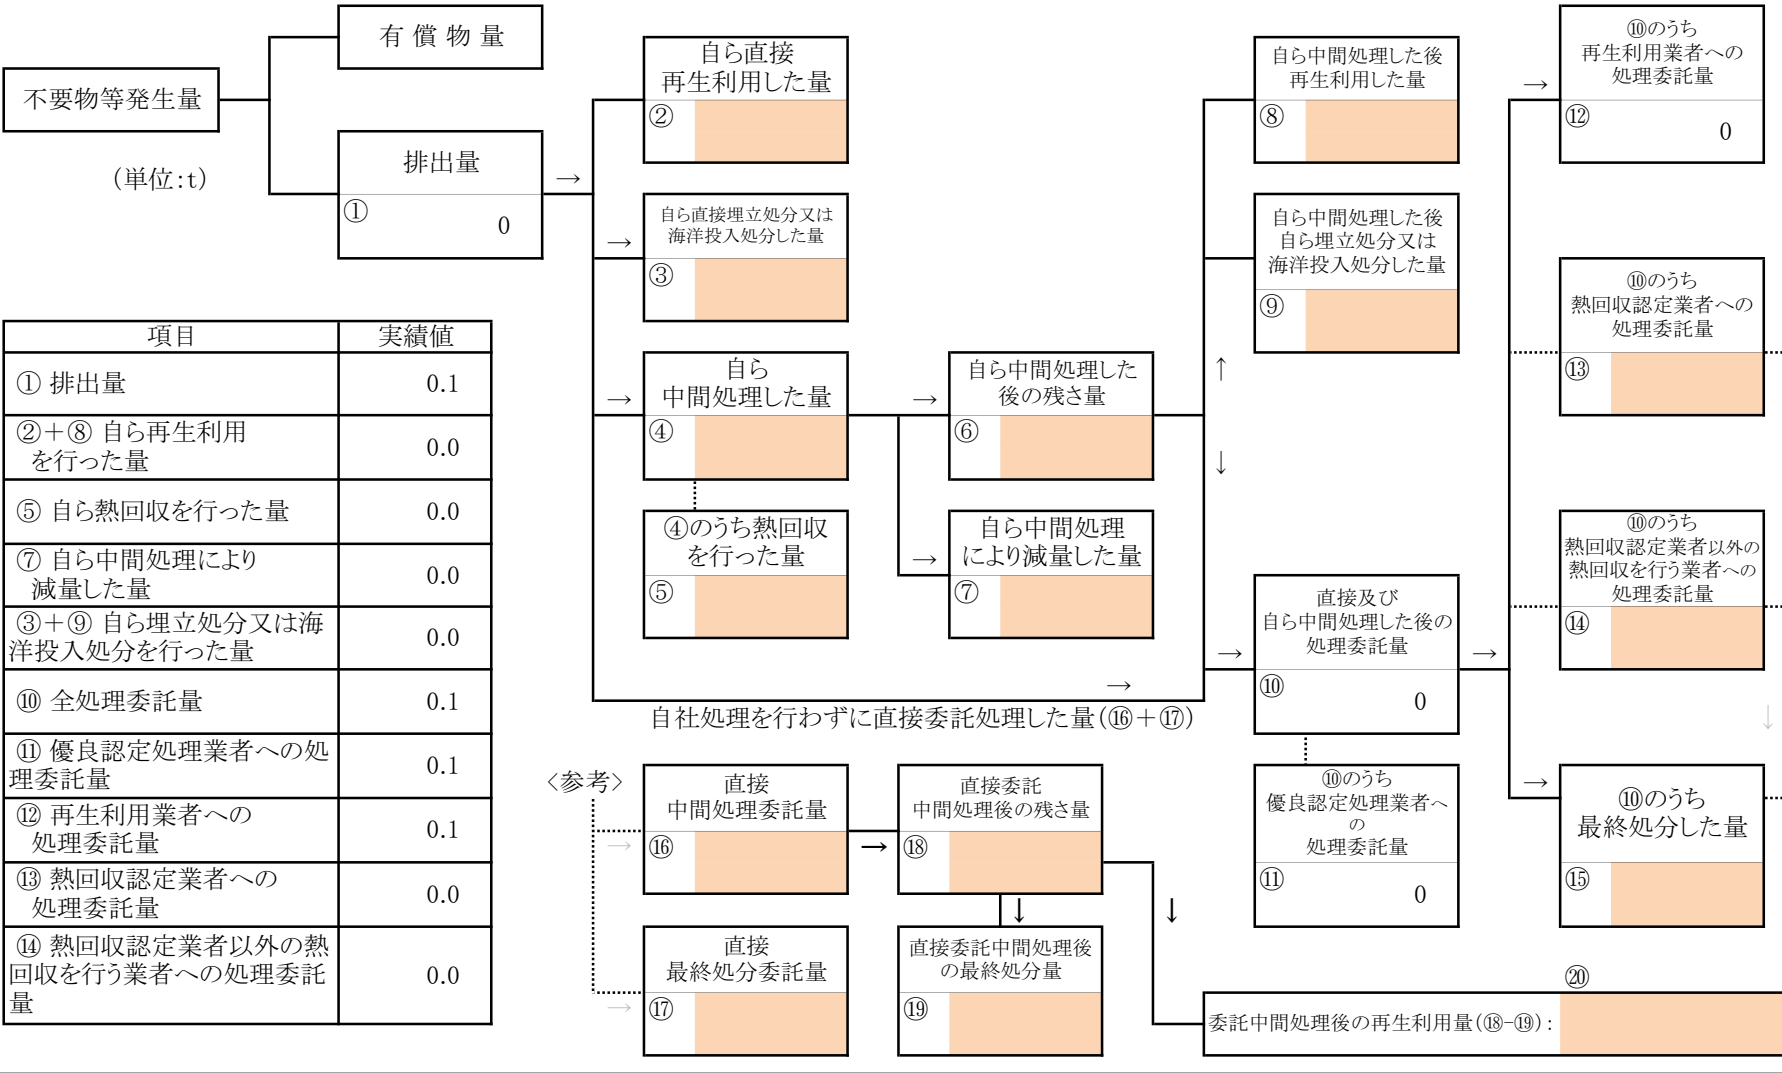 有 償 物 量
不要物等発生量
(単位:t)
排出量
→
①
0
自ら直接
再生利用した量
②
→
自ら直接埋立処分又は
海洋投入処分した量
③
→
自ら
中間処理した量
④
④のうち熱回収
を行った量
⑤
→
自ら中間処理した
後の残さ量
⑥
→
自ら中間処理
により減量した量
⑦
↑
↓
自ら中間処理した後
再生利用した量
⑧
自ら中間処理した後
自ら埋立処分又は
海洋投入処分した量
⑨
→
直接及び
自ら中間処理した後の
処理委託量
⑩
0
→
自社処理を行わずに直接委託処理した量(⑯+⑰)
⑩のうち
優良認定処理業者へ
の
処理委託量
⑪
0
→
→
⑩のうち
再生利用業者への
処理委託量
⑫
0
⑩のうち
熱回収認定業者への
処理委託量
⑬
⑩のうち
熱回収認定業者以外の
熱回収を行う業者への
処理委託量
⑭
↓
→
⑩のうち
最終処分した量
⑮
項目 実績値
① 排出量 0.1
②+⑧ 自ら再生利用
を行った量 0.0
⑤ 自ら熱回収を行った量 0.0
⑦ 自ら中間処理により
減量した量 0.0
③+⑨ 自ら埋立処分又は海
洋投入処分を行った量 0.0
⑩ 全処理委託量 0.1
⑪ 優良認定処理業者への処
理委託量 0.1
⑫ 再生利用業者への
処理委託量 0.1
⑬ 熱回収認定業者への
処理委託量 0.0
⑭ 熱回収認定業者以外の熱
回収を行う業者への処理委託
量 0.0
<参考>
→
直接
中間処理委託量
⑯
→
直接委託
中間処理後の残さ量
⑱
↓
↓
→
直接
最終処分委託量
⑰
直接委託中間処理後
の最終処分量
⑲
⑳
委託中間処理後の再生利用量(⑱-⑲):